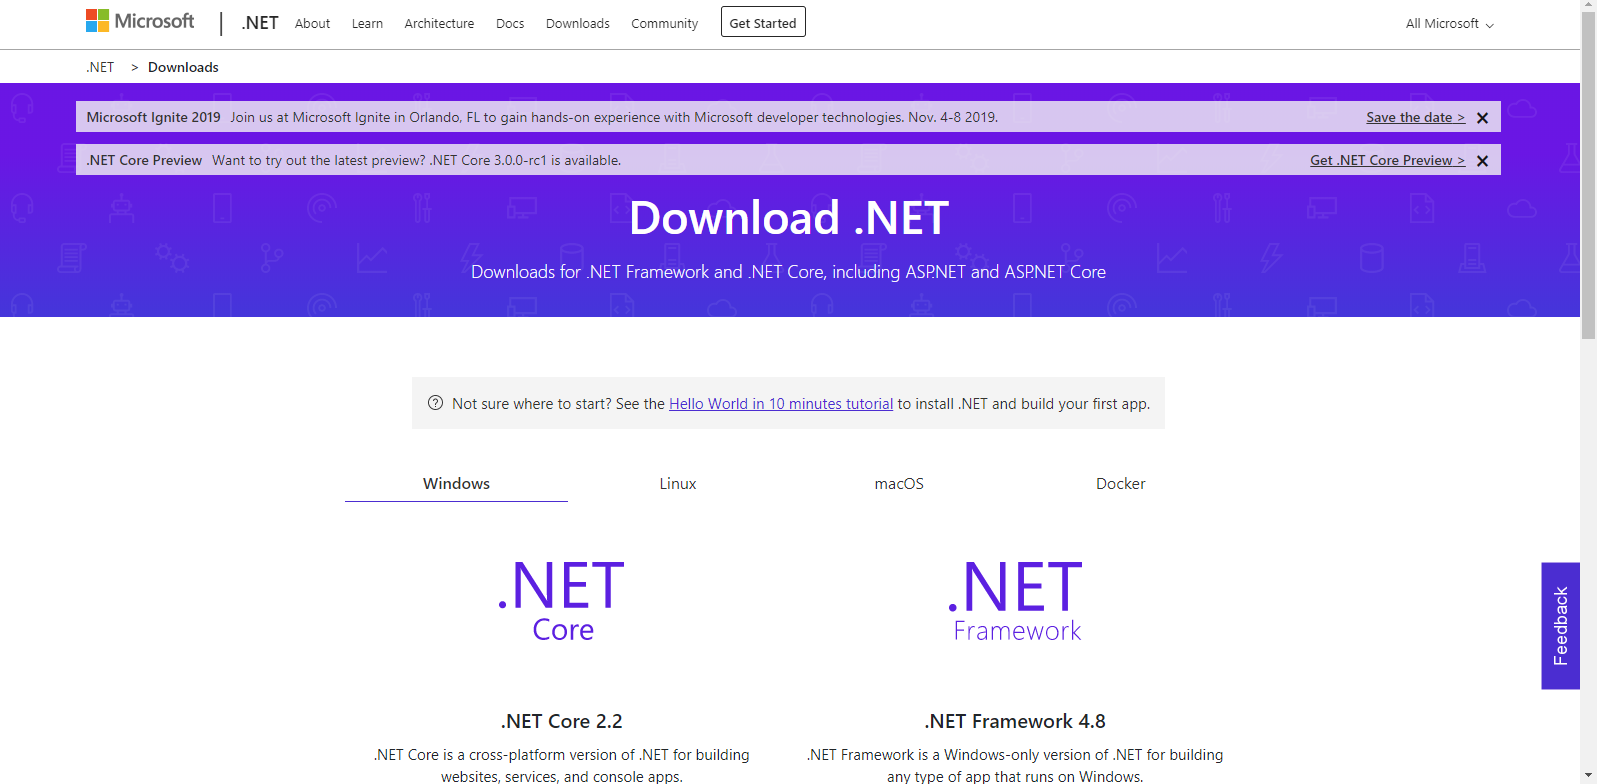 Microsoft | .NET About Learn Architecture Docs Downloads Community Get Started All Microsoft
.NET > Downloads
Microsoft Ignite 2019 Join us at Microsoft Ignite in Orlando, FL to gain hands-on experience with Microsoft developer technologies. Nov. 4-8 2019. Save the date >
.NET Core Preview Want to try out the latest preview? .NET Core 3.0.0-rc1 is available. Get .NET Core Preview >
Download .NET
Downloads for .NET Framework and .NET Core, including ASP.NET and ASP.NET Core
Not sure where to start? See the Hello World in 10 minutes tutorial to install .NET and build your first app.
Windows Linux macOS Docker
.NET
Core
.NET
Framework
Feedback
.NET Core 2.2
.NET Core is a cross-platform version of .NET for building
websites, services, and console apps.
.NET Framework 4.8
.NET Framework is a Windows-only version of .NET for building
any type of app that runs on Windows.